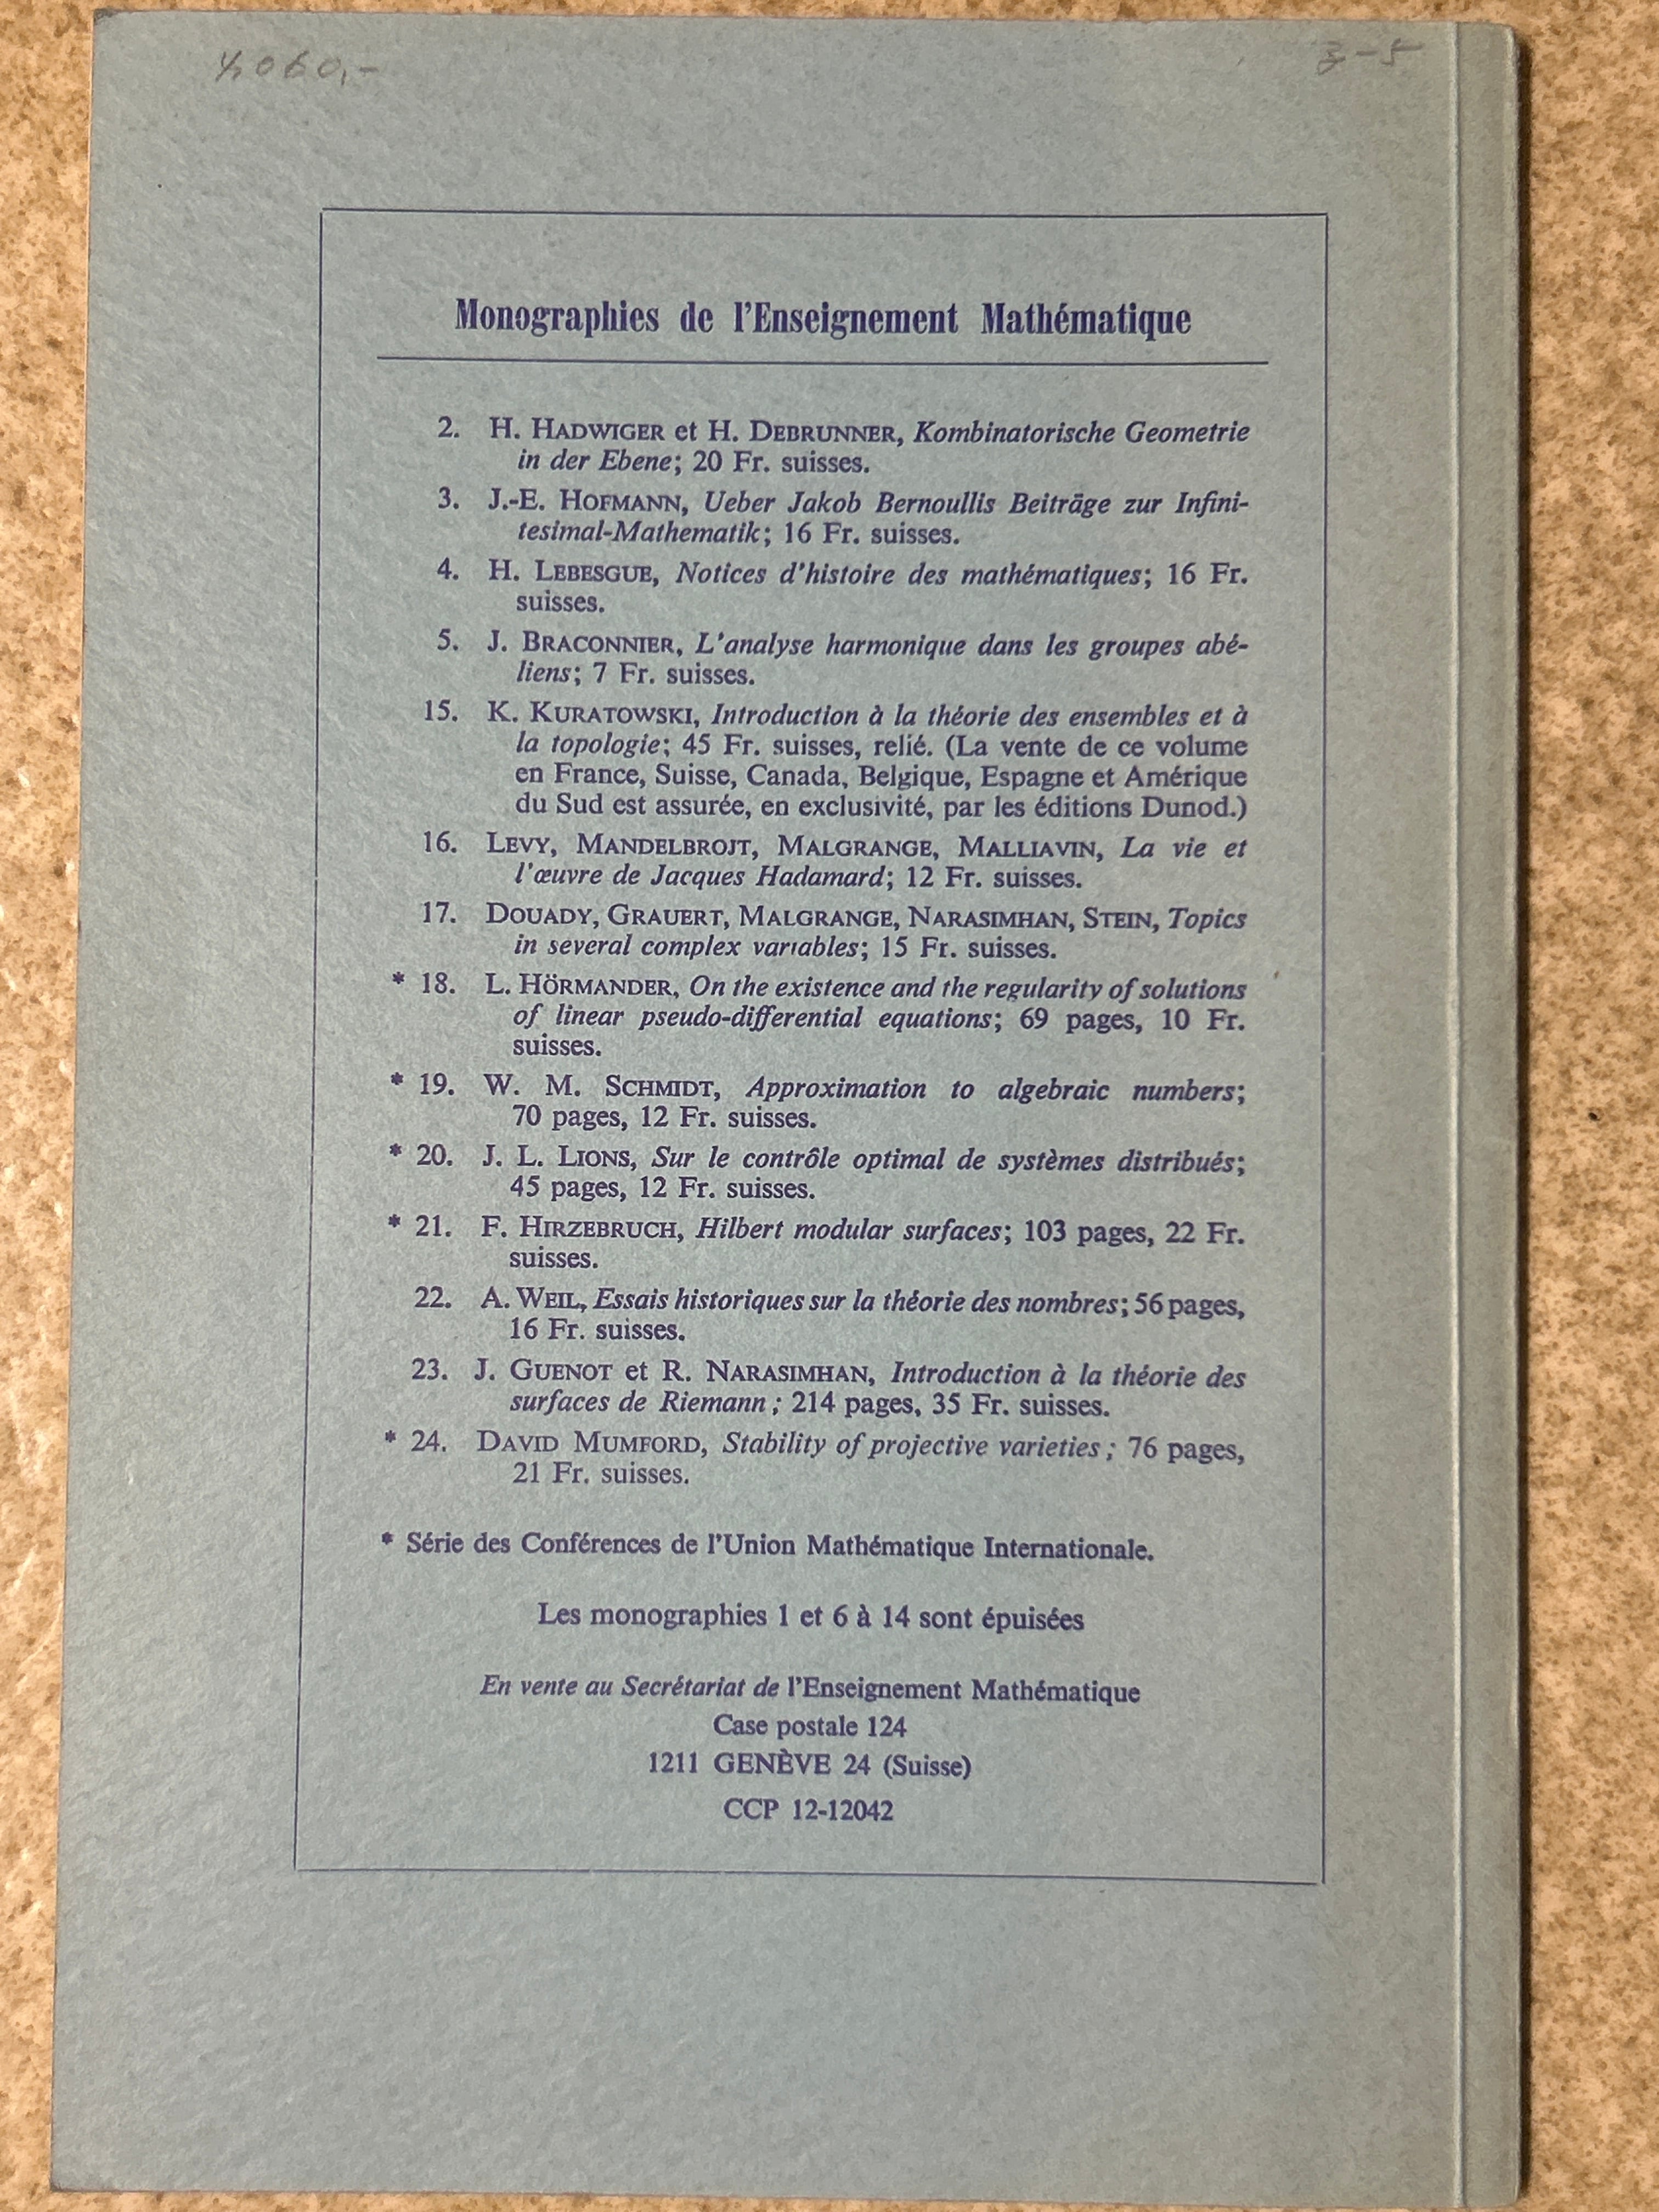 4,060,-
3-5
Monographies de l'Enseignement Mathématique
2. H. HADWIGER et H. DEBRUNNER, Kombinatorische Geometrie
in der Ebene; 20 Fr. suisses.
3. J.-E. HOFMANN, Ueber Jakob Bernoullis Beiträge zur Infini-
tesimal-Mathematik; 16 Fr. suisses.
4. H. LEBESGUE, Notices d'histoire des mathématiques; 16 Fr.
suisses.
5. J. BRACONNIER, L'analyse harmonique dans les groupes abé-
liens; 7 Fr. suisses.
15. K. KURATOWSKI, Introduction à la théorie des ensembles et à
la topologie; 45 Fr. suisses, relié. (La vente de ce volume
en France, Suisse, Canada, Belgique, Espagne et Amérique
du Sud est assurée, en exclusivité, par les éditions Dunod.)
16. LEVY, MANDELBROJT, MALGRANGE, MALLIAVIN, La vie et
l'œuvre de Jacques Hadamard; 12 Fr. suisses.
17. DOUADY, GRAUERT, MALGRANGE, NARASIMHAN, STEIN, Topics
in several complex variables; 15 Fr. suisses.
* 18. L. HÖRMANDER, On the existence and the regularity of solutions
of linear pseudo-differential equations; 69 pages, 10 Fr.
suisses.
* 19. W. M. SCHMIDT, Approximation to algebraic numbers;
70 pages, 12 Fr. suisses.
* 20. J. L. LIONS, Sur le contrôle optimal de systèmes distribués;
45 pages, 12 Fr. suisses.
* 21. F. HIRZEBRUCH, Hilbert modular surfaces; 103 pages, 22 Fr.
suisses.
22. A. WEIL, Essais historiques sur la théorie des nombres; 56 pages,
16 Fr. suisses.
23. J. GUENOT et R. NARASIMHAN, Introduction à la théorie des
surfaces de Riemann; 214 pages, 35 Fr. suisses.
* 24. DAVID MUMFORD, Stability of projective varieties; 76 pages,
21 Fr. suisses.
* Série des Conférences de l'Union Mathématique Internationale.
Les monographies 1 et 6 à 14 sont épuisées
En vente au Secrétariat de l'Enseignement Mathématique
Case postale 124
1211 GENÈVE 24 (Suisse)
CCP 12-12042